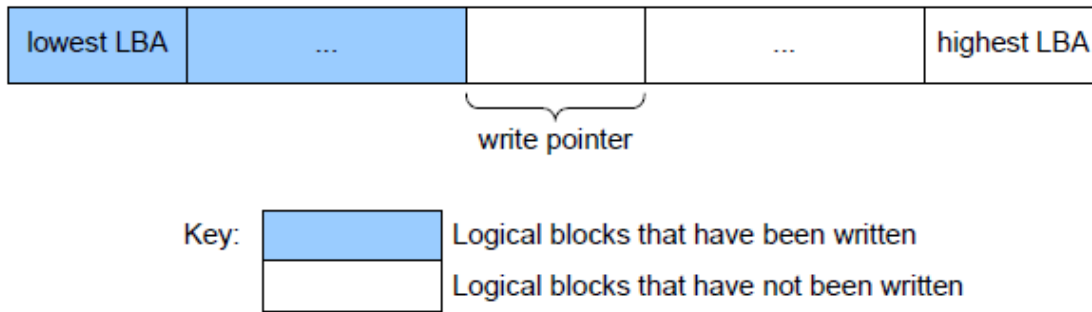 lowest LBA ... ... highest LBA
write pointer
Key: Logical blocks that have been written
Logical blocks that have not been written